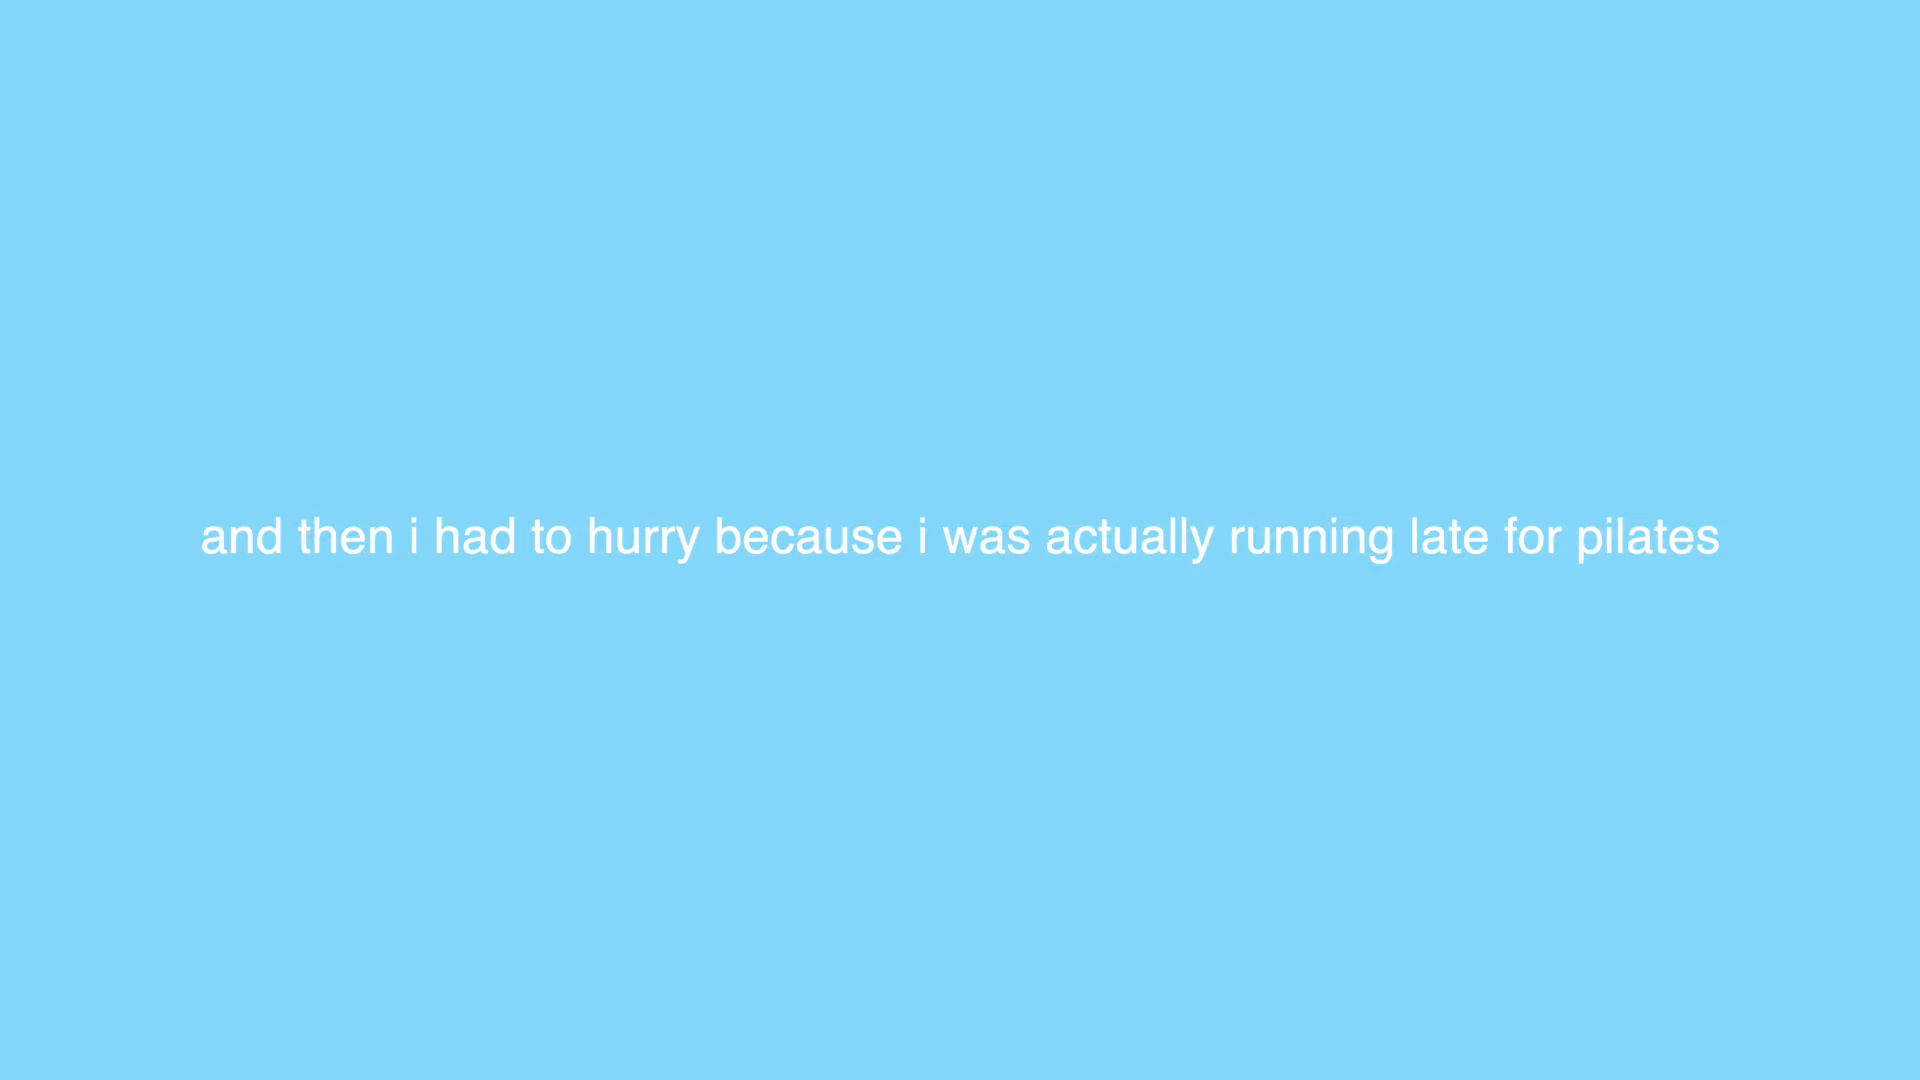 and then i had to hurry because i was actually running late for pilates